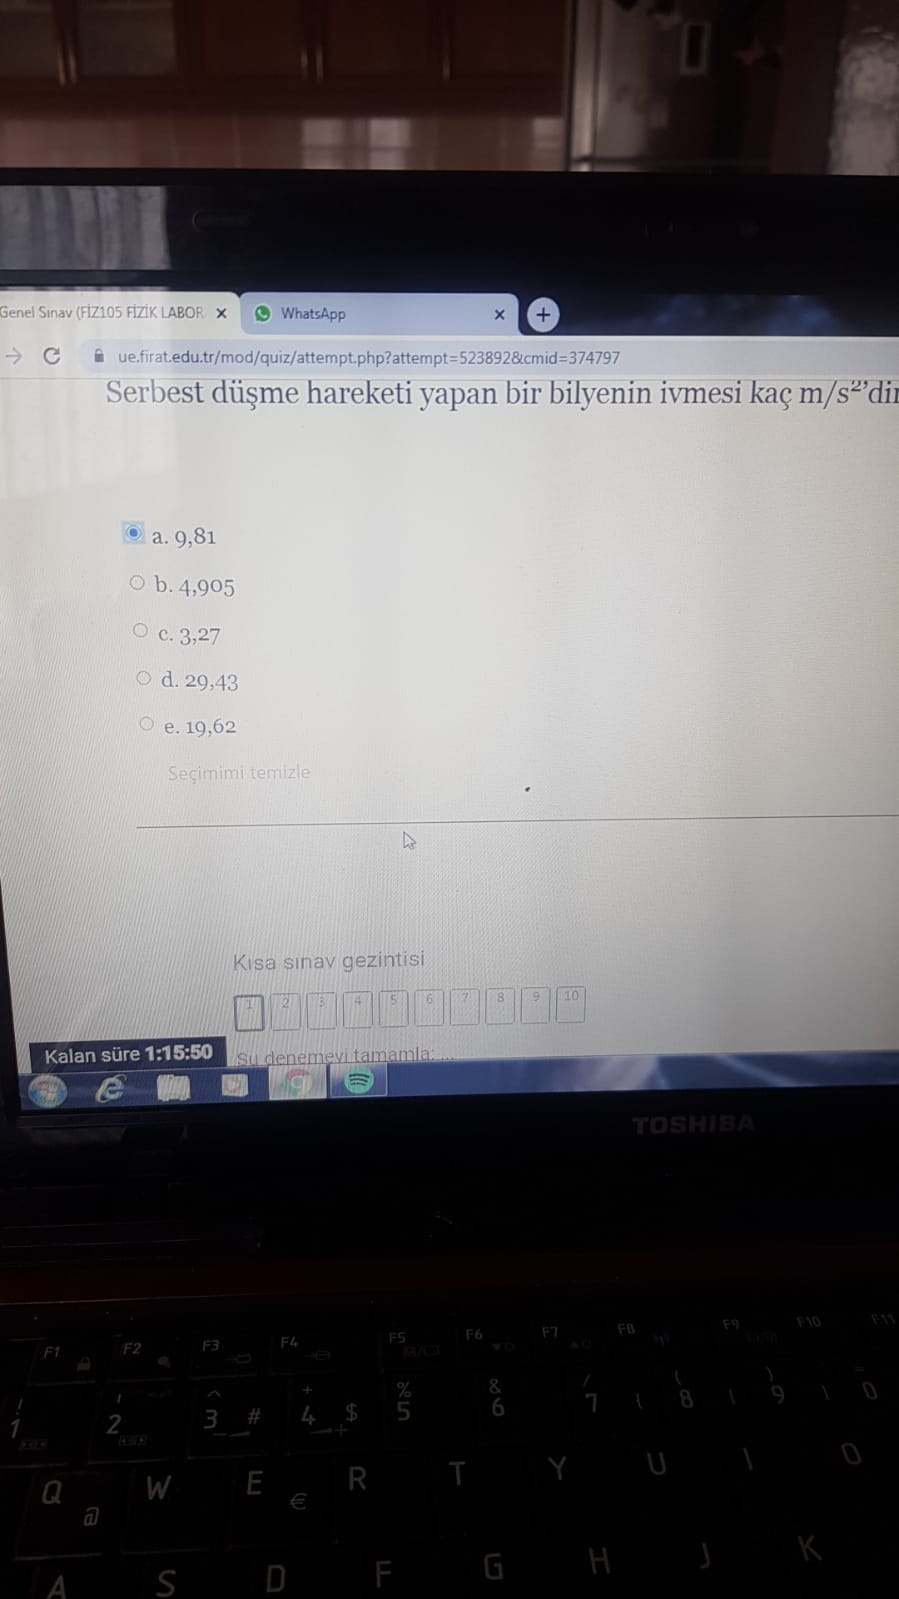 Genel Sınav (FİZ105 FİZİK LABOR
WhatsApp
ue.firat.edu.tr/mod/quiz/attempt.php?attempt=523892&cmid=374797
Serbest düşme hareketi yapan bir bilyenin ivmesi kaç m/s²'dir
a. 9,81
b. 4,905
c. 3,27
d. 29,43
e. 19,62
Seçimimi temizle
Kısa sınav gezintisi
1 2 3 4 5 6 7 8 9 10
Kalan süre 1:15:50
Şu denemeyi tamamla: ...
TOSHIBA
F1 F2 F3 F4 F5 F6 F7 F8 F9 F10 F11
! ' ^ + % & / ( ) =
1 2 3 # 4 $ 5 6 7 { 8 [ 9 ] 0
Q @ W E € R T Y U I O
A S D F G H J K